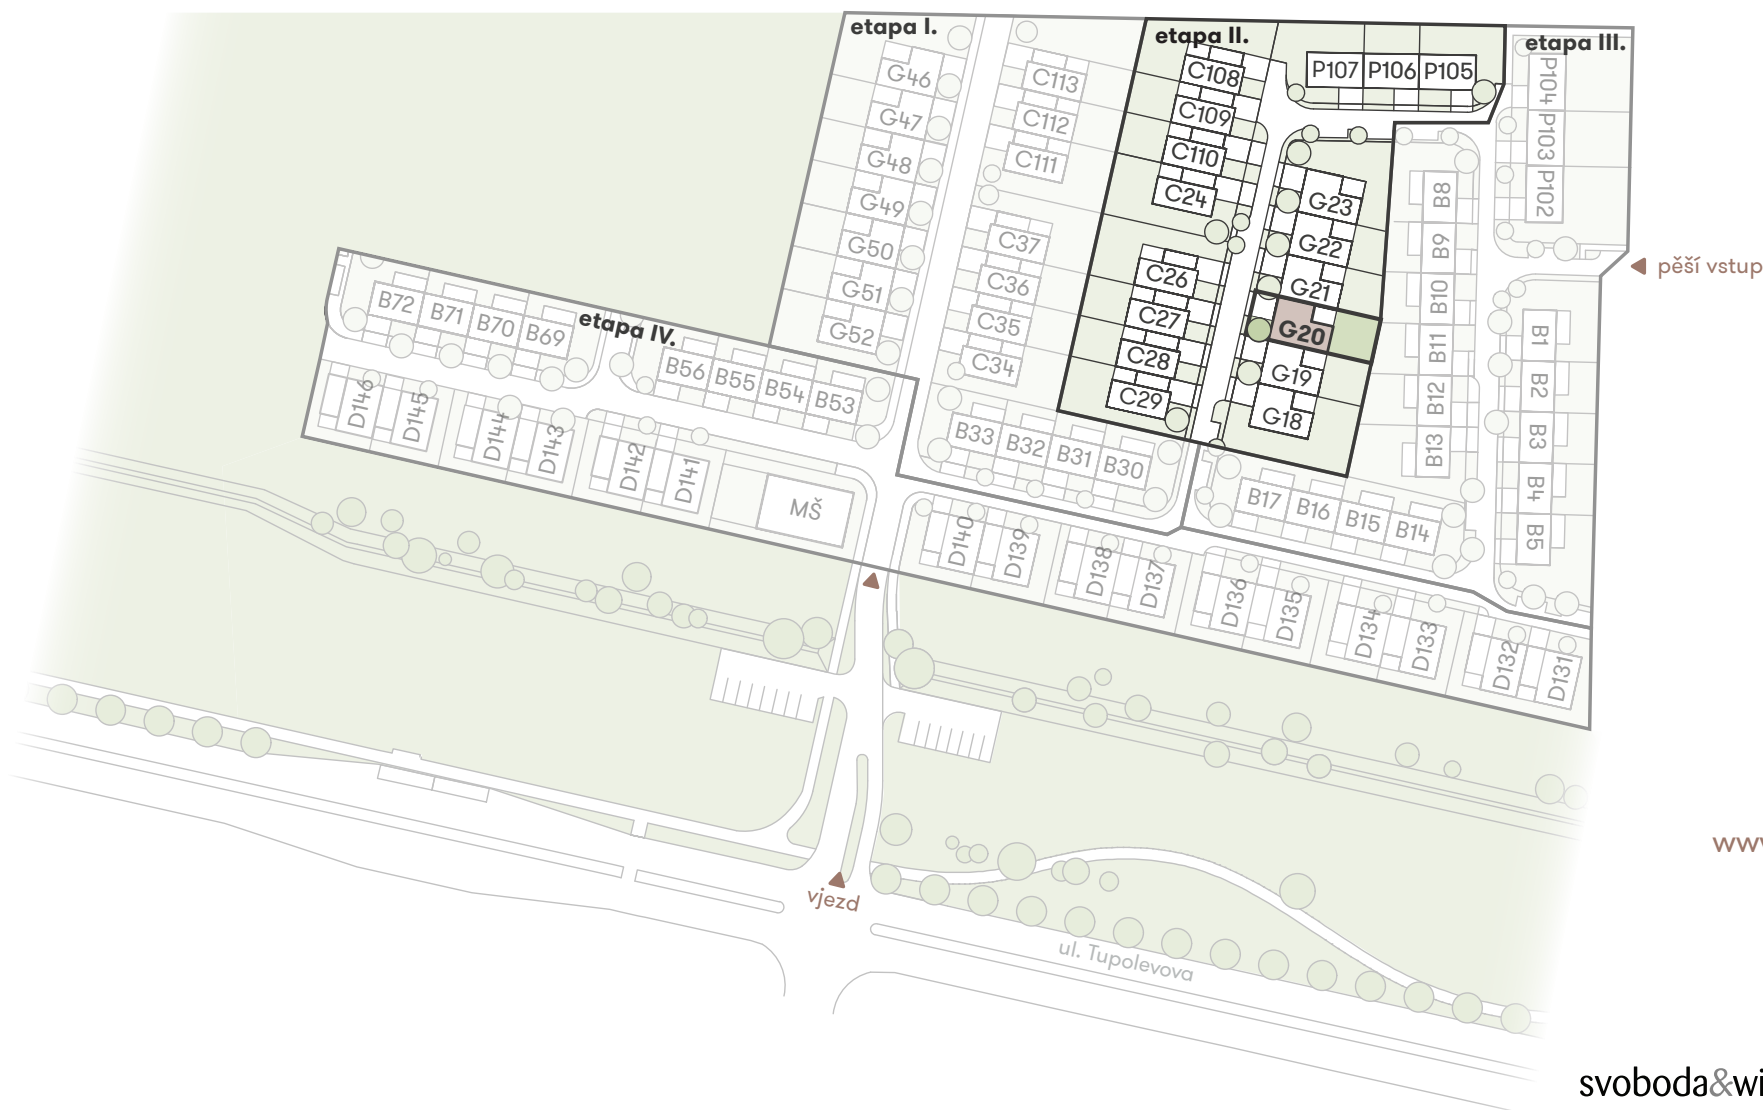 etapa I.
etapa II.
etapa III.
G46
G47
G48
G49
G50
G51
G52
C113
C112
C111
C37
C36
C35
C34
C108
C109
C110
C24
C26
C27
C28
C29
P107
P106
P105
G23
G22
G21
G20
G19
G18
P104
P103
P102
B8
B9
B10
B11
B12
B13
B1
B2
B3
B4
B5
pěší vstup
etapa IV.
B72
B71
B70
B69
B56
B55
B54
B53
B33
B32
B31
B30
B17
B16
B15
B14
D146
D145
D144
D143
D142
D141
MŠ
D140
D139
D138
D137
D136
D135
D134
D133
D132
D131
vjezd
ul. Tupolevova
svoboda&wi